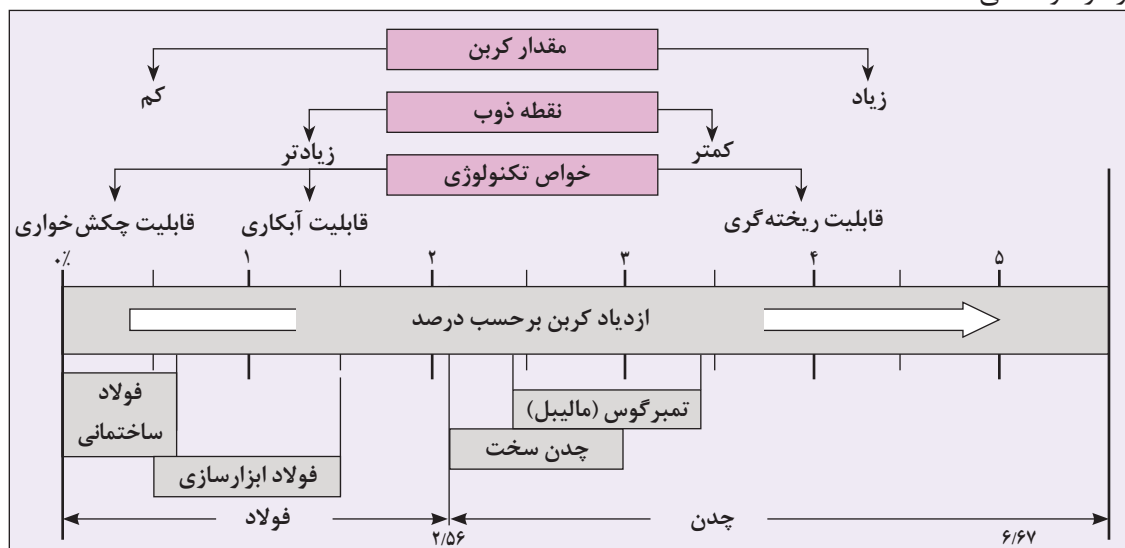 مقدار کربن
زیاد
کم
نقطه ذوب
کمتر
زیادتر
خواص تکنولوژی
قابلیت ریخته‌گری
قابلیت آبکاری
قابلیت چکش‌خواری
۰٪ ۱ ۲ ۳ ۴ ۵
ازدیاد کربن برحسب درصد
فولاد
ساختمانی
تمبرگوس (مالیبل)
چدن سخت
فولاد ابزارسازی
فولاد
چدن
۲/۵۶
۶/۶۷